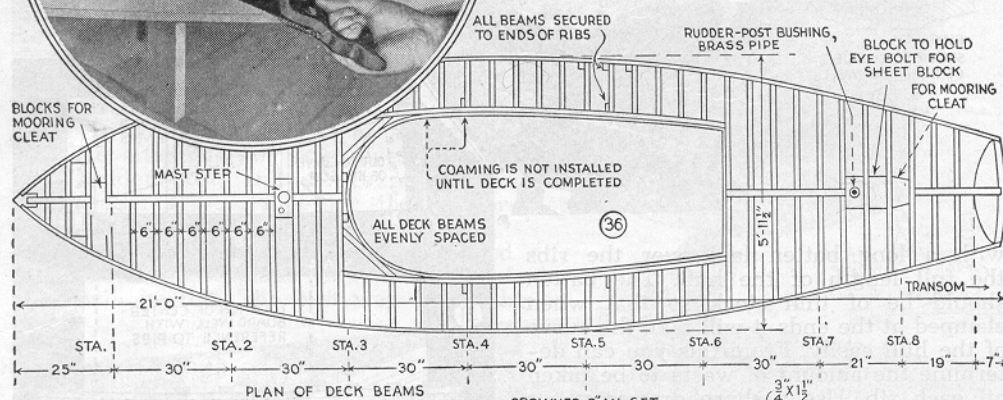 ALL BEAMS SECURED
TO ENDS OF RIBS
RUDDER-POST BUSHING,
BRASS PIPE
BLOCK TO HOLD
EYE BOLT FOR
SHEET BLOCK
FOR MOORING
CLEAT
BLOCKS FOR
MOORING
CLEAT
MAST STEP
COAMING IS NOT INSTALLED
UNTIL DECK IS COMPLETED
6" 6" 6" 6" 6" 6"
ALL DECK BEAMS
EVENLY SPACED
36
5'-11½"
TRANSOM
21'-0"
STA.1 STA.2 STA.3 STA.4 STA.5 STA.6 STA.7 STA.8
25" 30" 30" 30" 30" 30" 30" 21" 19" 7"
PLAN OF DECK BEAMS
¾"X1½"